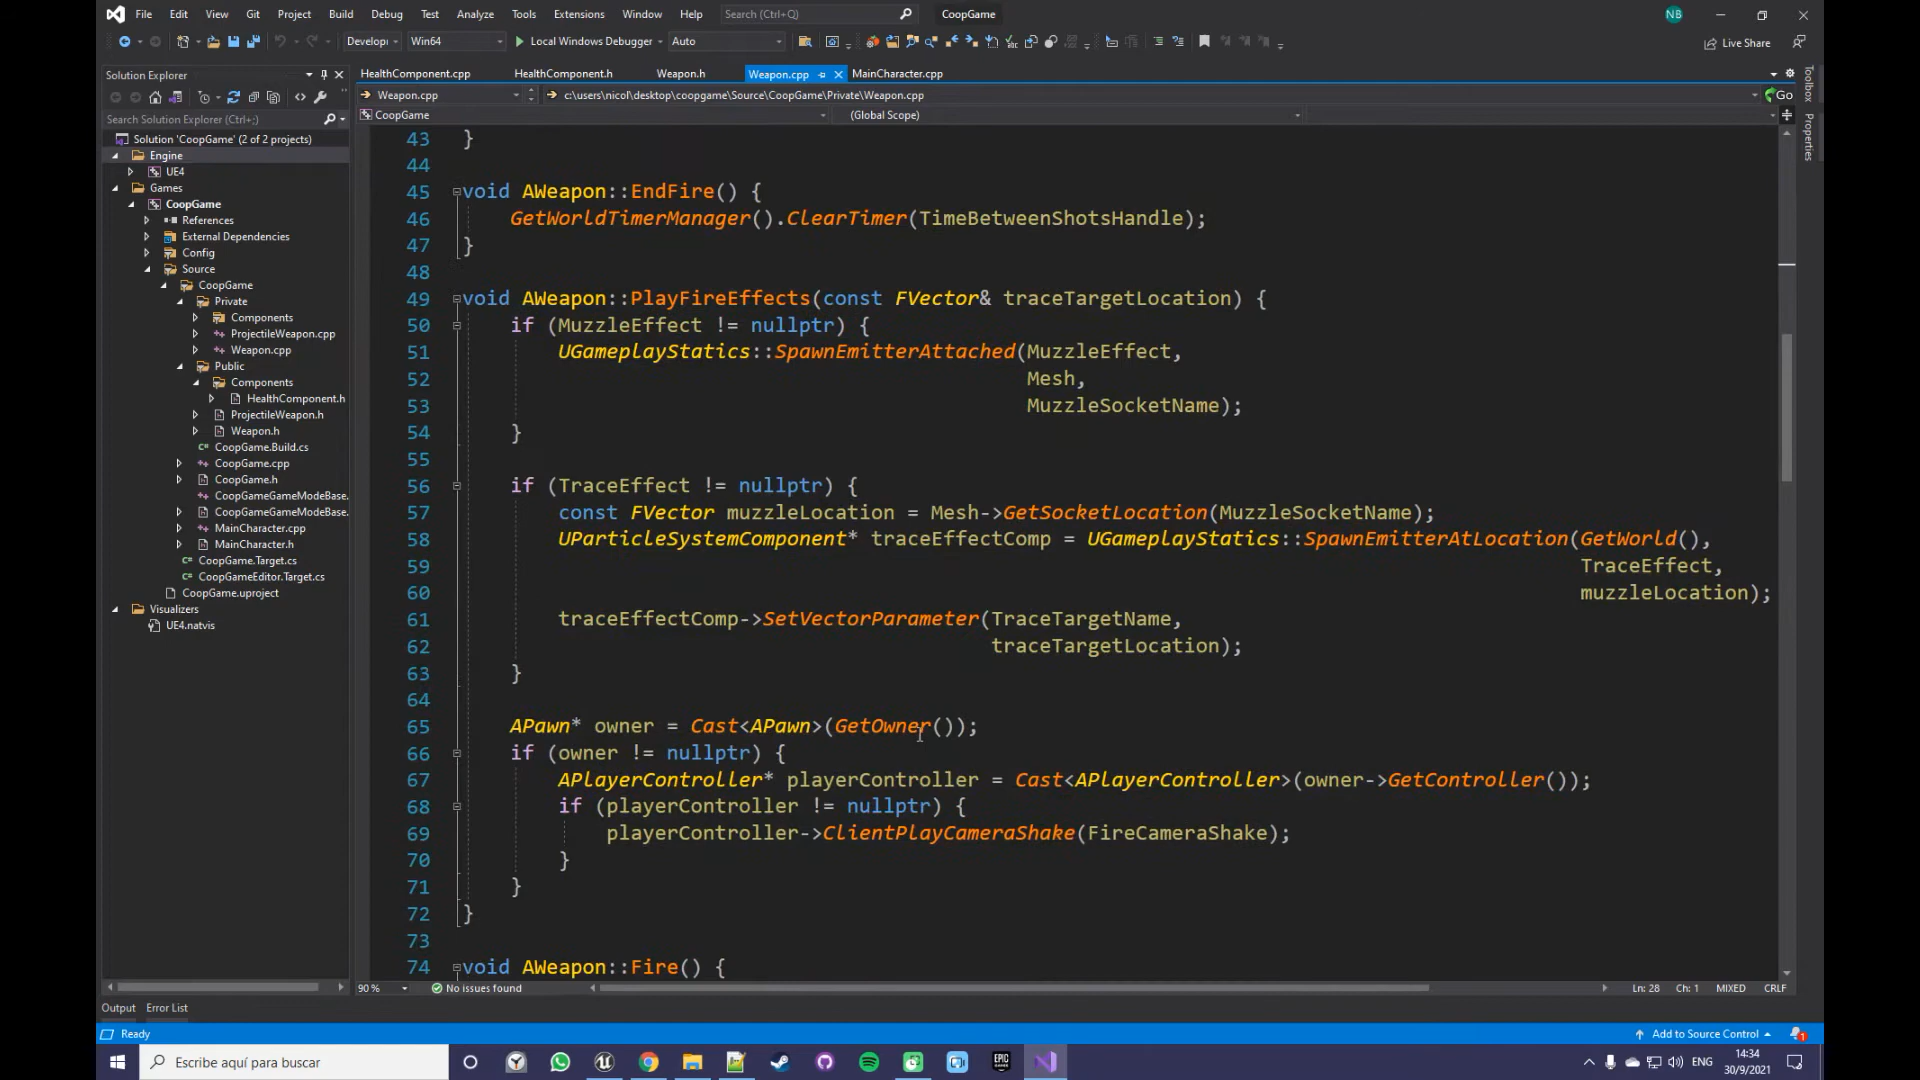 File Edit View Git Project Build Debug Test Analyze Tools Extensions Window Help Search (Ctrl+Q) CoopGame NB
Develop Win64 Local Windows Debugger Auto Live Share
Solution Explorer
Search Solution Explorer (Ctrl+;)
Solution 'CoopGame' (2 of 2 projects)
Engine
UE4
Games
CoopGame
References
External Dependencies
Config
Source
CoopGame
Private
Components
ProjectileWeapon.cpp
Weapon.cpp
Public
Components
HealthComponent.h
ProjectileWeapon.h
Weapon.h
CoopGame.Build.cs
CoopGame.cpp
CoopGame.h
CoopGameGameModeBase.
CoopGameGameModeBase.
MainCharacter.cpp
MainCharacter.h
CoopGame.Target.cs
CoopGameEditor.Target.cs
CoopGame.uproject
Visualizers
UE4.natvis
HealthComponent.cpp HealthComponent.h Weapon.h Weapon.cpp MainCharacter.cpp
Weapon.cpp c:\users\nicol\desktop\coopgame\Source\CoopGame\Private\Weapon.cpp Go
CoopGame (Global Scope)
43 }
44
45 void AWeapon::EndFire() {
46 GetWorldTimerManager().ClearTimer(TimeBetweenShotsHandle);
47 }
48
49 void AWeapon::PlayFireEffects(const FVector& traceTargetLocation) {
50 if (MuzzleEffect != nullptr) {
51 UGameplayStatics::SpawnEmitterAttached(MuzzleEffect,
52 Mesh,
53 MuzzleSocketName);
54 }
55
56 if (TraceEffect != nullptr) {
57 const FVector muzzleLocation = Mesh->GetSocketLocation(MuzzleSocketName);
58 UParticleSystemComponent* traceEffectComp = UGameplayStatics::SpawnEmitterAtLocation(GetWorld(),
59 TraceEffect,
60 muzzleLocation);
61 traceEffectComp->SetVectorParameter(TraceTargetName,
62 traceTargetLocation);
63 }
64
65 APawn* owner = Cast<APawn>(GetOwner());
66 if (owner != nullptr) {
67 APlayerController* playerController = Cast<APlayerController>(owner->GetController());
68 if (playerController != nullptr) {
69 playerController->ClientPlayCameraShake(FireCameraShake);
70 }
71 }
72 }
73
74 void AWeapon::Fire() {
90 % No issues found Ln: 28 Ch: 1 MIXED CRLF
Toolbox
Properties
Output Error List
Ready Add to Source Control 1
Escribe aquí para buscar EPIC GAMES ENG 14:34
30/9/2021